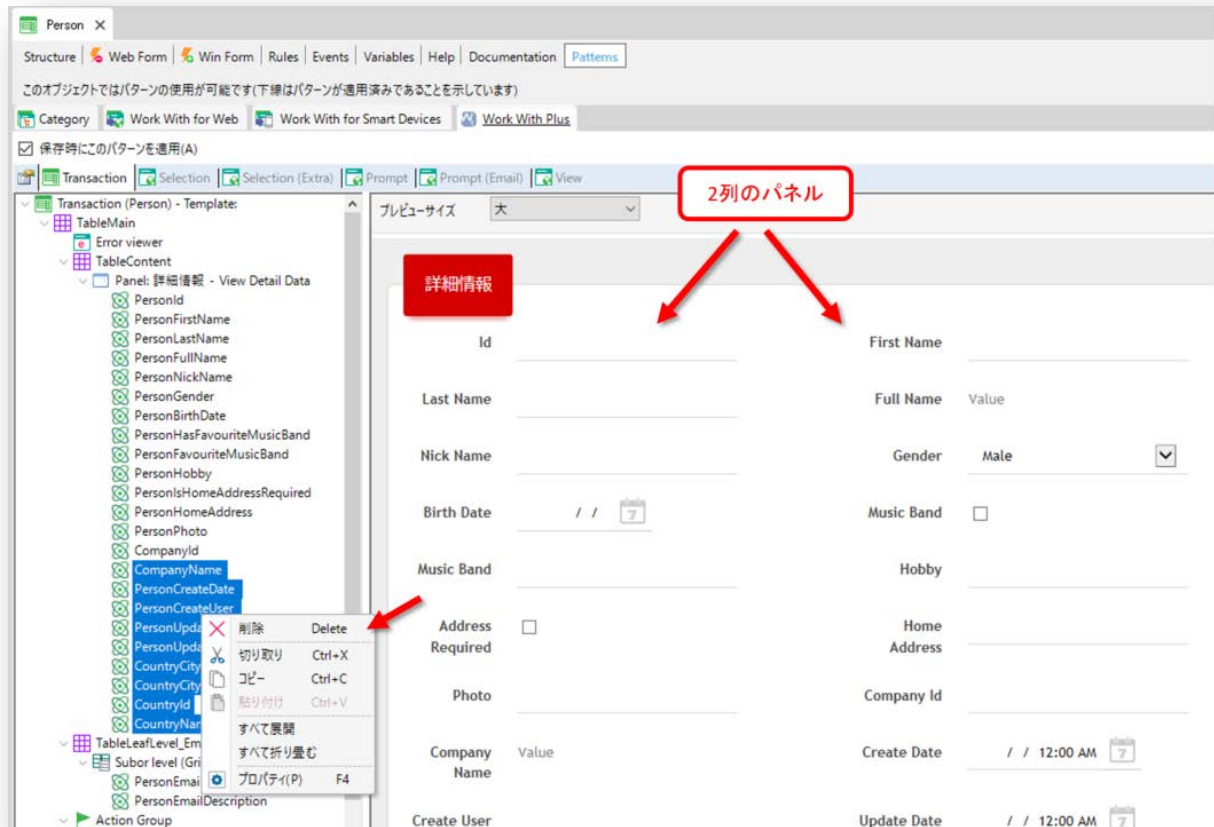 Person X
Structure Web Form Win Form Rules Events Variables Help Documentation Patterns
このオブジェクトではパターンの使用が可能です(下線はパターンが適用済みであることを示しています)
Category Work With for Web Work With for Smart Devices Work With Plus
保存時にこのパターンを適用(A)
Transaction Selection Selection (Extra) Prompt Prompt (Email) View
Transaction (Person) - Template:
TableMain
Error viewer
TableContent
Panel: 詳細情報 - View Detail Data
PersonId
PersonFirstName
PersonLastName
PersonFullName
PersonNickName
PersonGender
PersonBirthDate
PersonHasFavouriteMusicBand
PersonFavouriteMusicBand
PersonHobby
PersonIsHomeAddressRequired
PersonHomeAddress
PersonPhoto
CompanyId
CompanyName
PersonCreateDate
PersonCreateUser
PersonUpda
PersonUpda
CountryCity
CountryCity
CountryId
CountryNar
TableLeafLevel_Em
Subor level (Gri
PersonEmai
PersonEmailDescription
Action Group
削除 Delete
切り取り Ctrl+X
コピー Ctrl+C
貼り付け Ctrl+V
すべて展開
すべて折り畳む
プロパティ(P) F4
プレビューサイズ 大
2列のパネル
詳細情報
Id First Name
Last Name Full Name Value
Nick Name Gender Male
Birth Date / / 7 Music Band
Music Band Hobby
Address Required Home Address
Photo Company Id
Company Name Value Create Date / / 12:00 AM 7
Create User Update Date / / 12:00 AM 7